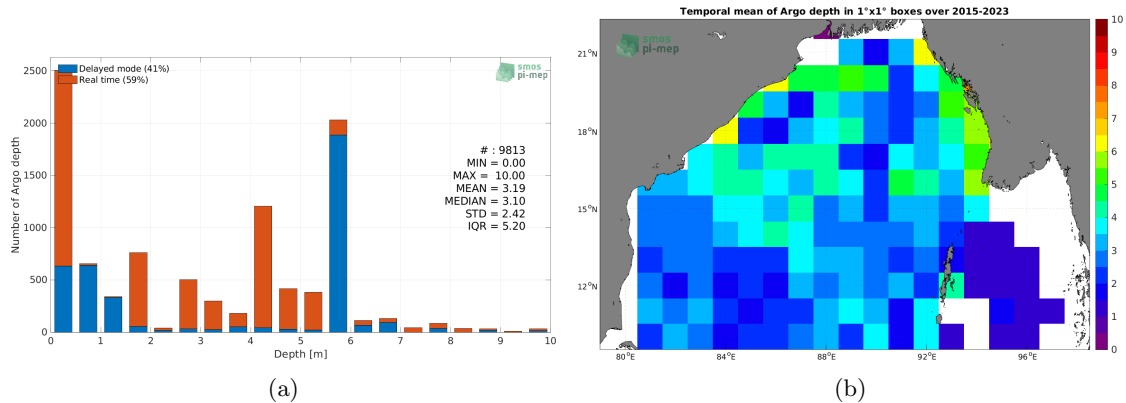 Delayed mode (41%)
Real time (59%)
smos
pi-mep
2500
2000
1500
1000
500
0
Number of Argo depth
# : 9813
MIN = 0.00
MAX = 10.00
MEAN = 3.19
MEDIAN = 3.10
STD = 2.42
IQR = 5.20
0 1 2 3 4 5 6 7 8 9 10
Depth [m]
(a)
Temporal mean of Argo depth in 1°x1° boxes over 2015-2023
smos
pi-mep
21°N
18°N
15°N
12°N
80°E 84°E 88°E 92°E 96°E
10
9
8
7
6
5
4
3
2
1
0
(b)